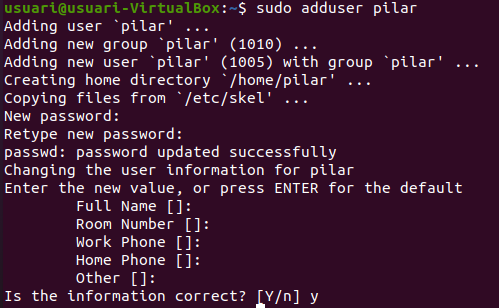 usuari@usuari-VirtualBox:~$ sudo adduser pilar
Adding user `pilar' ...
Adding new group `pilar' (1010) ...
Adding new user `pilar' (1005) with group `pilar' ...
Creating home directory `/home/pilar' ...
Copying files from `/etc/skel' ...
New password:
Retype new password:
passwd: password updated successfully
Changing the user information for pilar
Enter the new value, or press ENTER for the default
        Full Name []:
        Room Number []:
        Work Phone []:
        Home Phone []:
        Other []:
Is the information correct? [Y/n] y